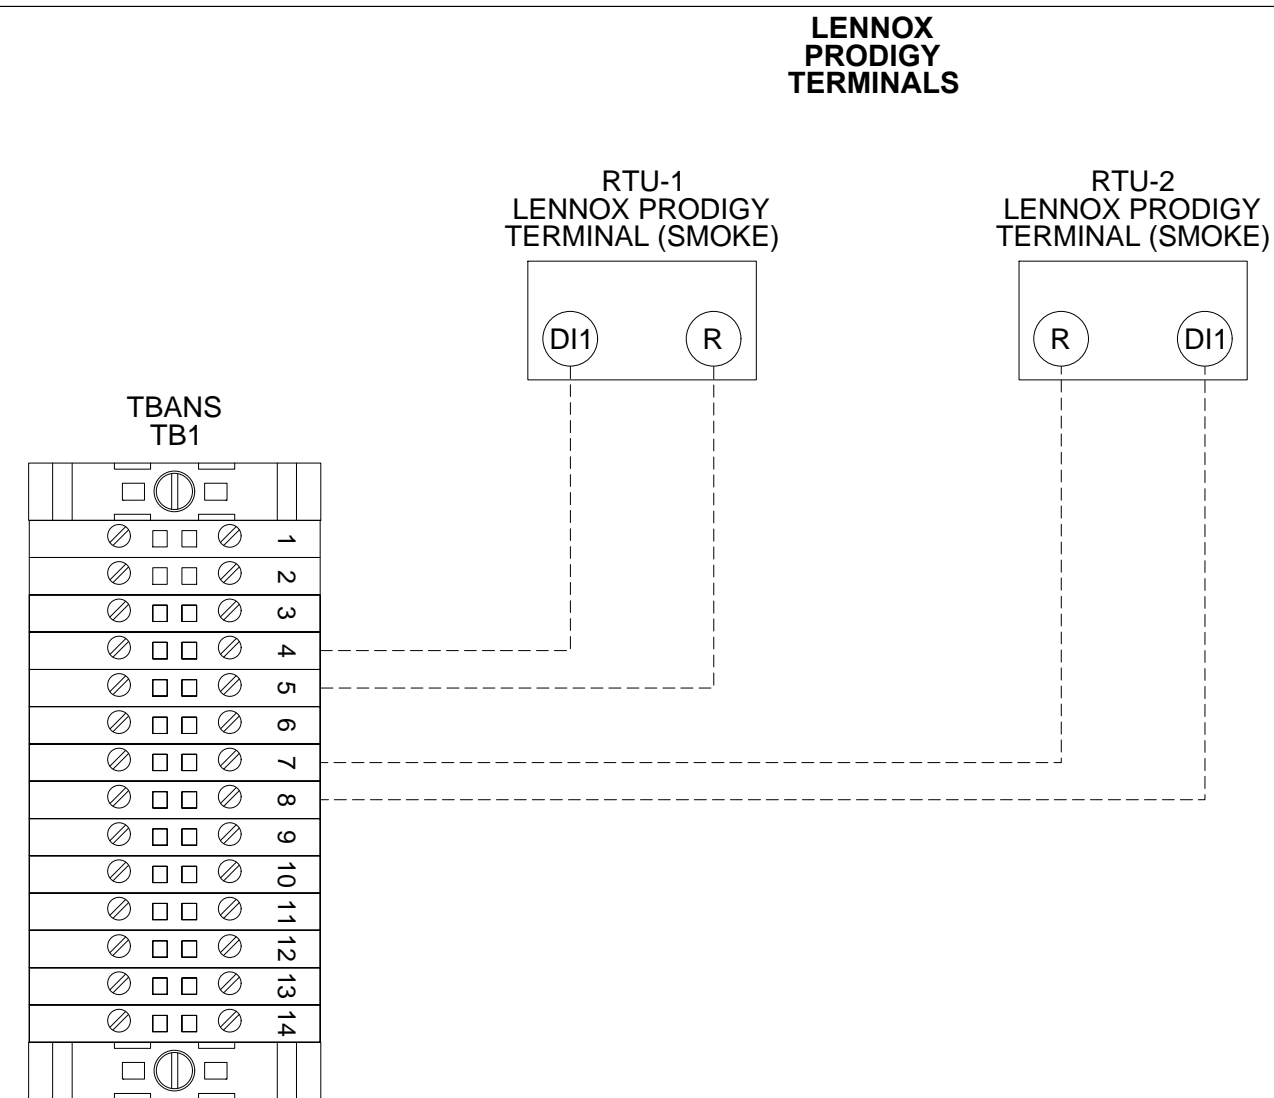 LENNOX
PRODIGY
TERMINALS
RTU-1
LENNOX PRODIGY
TERMINAL (SMOKE)
RTU-2
LENNOX PRODIGY
TERMINAL (SMOKE)
DI1
R
R
DI1
TBANS
TB1
1
2
3
4
5
6
7
8
9
10
11
12
13
14